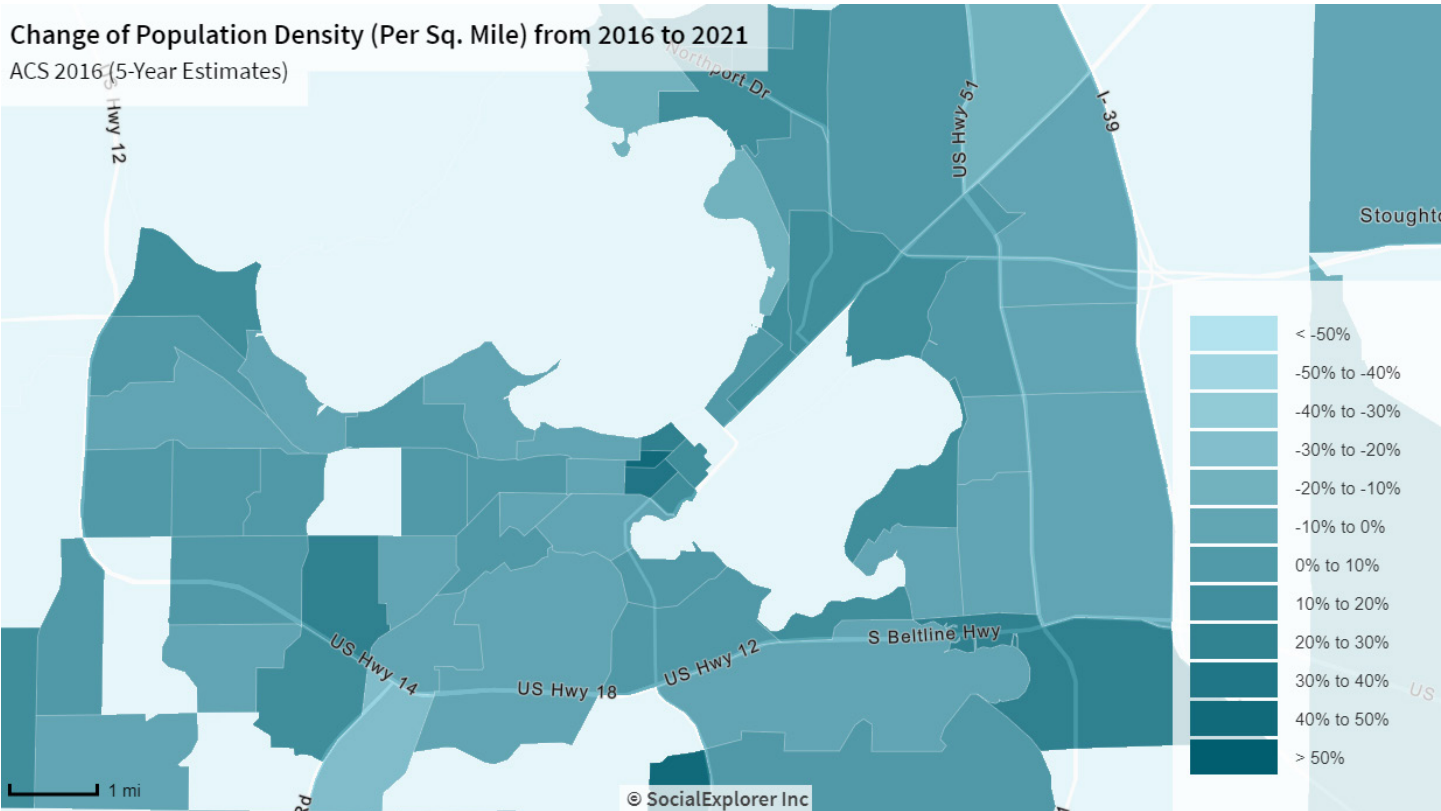 Change of Population Density (Per Sq. Mile) from 2016 to 2021
ACS 2016 (5-Year Estimates)
US Hwy 12
Northport Dr
US Hwy 51
I- 39
< -50%
-50% to -40%
-40% to -30%
-30% to -20%
-20% to -10%
-10% to 0%
0% to 10%
10% to 20%
20% to 30%
30% to 40%
40% to 50%
> 50%
S Beltline Hwy
US Hwy 12
US Hwy 14
US Hwy 18
US
1 mi
© SocialExplorer Inc